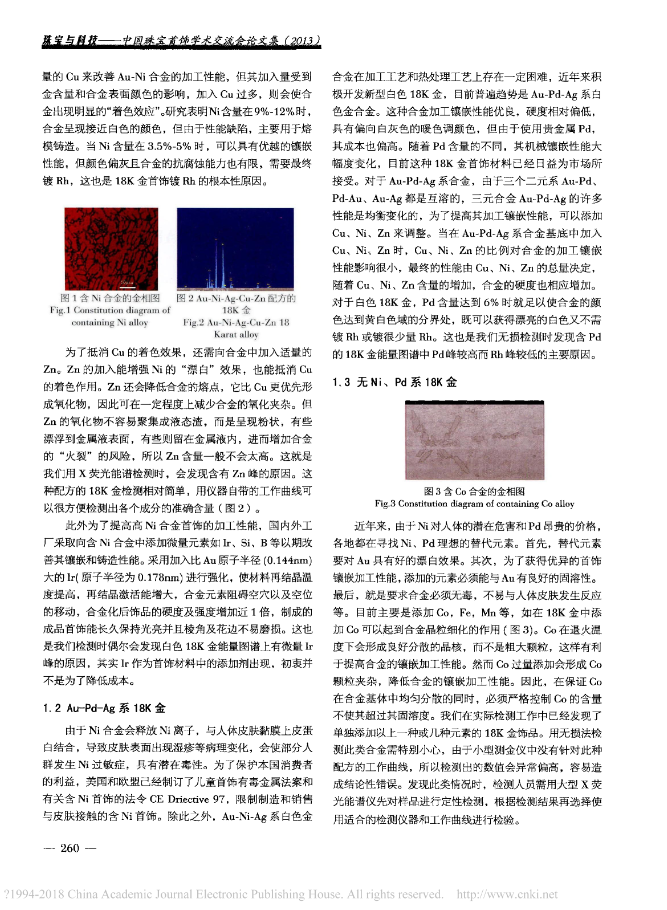 珠宝与科技——中国珠宝首饰学术交流会论文集（2013）
量的 Cu 来改善 Au-Ni 合金的加工性能，但其加入量受到
金含量和合金表面颜色的影响，加入 Cu 过多，则会使合
金出现明显的“着色效应”。研究表明Ni含量在9%-12%时，
合金呈现接近白色的颜色，但由于性能缺陷，主要用于熔
模铸造。当 Ni 含量在 3.5%-5% 时，可以具有优越的镶嵌
性能，但颜色偏灰且合金的抗腐蚀能力也有限，需要最终
镀 Rh，这也是 18K 金首饰镀 Rh 的根本性原因。
图 1 含 Ni 合金的金相图
Fig.1 Constitution diagram of
containing Ni alloy
图 2 Au-Ni-Ag-Cu-Zn 配方的
18K 金
Fig.2 Au-Ni-Ag-Cu-Zn 18
Karat alloy
为了抵消 Cu 的着色效果，还需向合金中加入适量的
Zn。Zn 的加入能增强 Ni 的“漂白”效果，也能抵消 Cu
的着色作用。Zn 还会降低合金的熔点，它比 Cu 更优先形
成氧化物，因此可在一定程度上减少合金的氧化夹杂。但
Zn 的氧化物不容易聚集成液态渣，而是呈现粉状，有些
漂浮到金属液表面，有些则留在金属液内，进而增加合金
的“火裂”的风险，所以 Zn 含量一般不会太高。这就是
我们用 X 荧光能谱检测时，会发现含有 Zn 峰的原因。这
种配方的 18K 金检测相对简单，用仪器自带的工作曲线可
以很方便检测出各个成分的准确含量（图 2）。
此外为了提高高 Ni 合金首饰的加工性能，国内外工
厂采取向含 Ni 合金中添加微量元素如 Ir、Si、B 等以期改
善其镶嵌和铸造性能。采用加入比 Au 原子半径 (0.144nm)
大的 Ir( 原子半径为 0.178nm) 进行强化，使材料再结晶温
度提高，再结晶激活能增大，合金元素阻碍空穴以及空位
的移动，合金化后饰品的硬度及强度增加近 1 倍，制成的
成品首饰能长久保持光亮并且棱角及花边不易磨损。这也
是我们检测时偶尔会发现白色 18K 金能量图谱上有微量 Ir
峰的原因，其实 Ir 作为首饰材料中的添加剂出现，初衷并
不是为了降低成本。
1.2 Au-Pd-Ag 系 18K 金
由于 Ni 合金会释放 Ni 离子，与人体皮肤黏膜上皮蛋
白结合，导致皮肤表面出现湿疹等病理变化，会使部分人
群发生 Ni 过敏症，具有潜在毒性。为了保护本国消费者
的利益，美国和欧盟已经制订了儿童首饰有毒金属法案和
有关含 Ni 首饰的法令 CE Driective 97，限制制造和销售
与皮肤接触的含 Ni 首饰。除此之外，Au-Ni-Ag 系白色金
合金在加工工艺和热处理工艺上存在一定困难，近年来积
极开发新型白色 18K 金，目前普遍趋势是 Au-Pd-Ag 系白
色金合金。这种合金加工镶嵌性能优良，硬度相对偏低，
具有偏向白灰色的暖色调颜色，但由于使用贵金属 Pd，
其成本也偏高。随着 Pd 含量的不同，其机械镶嵌性能大
幅度变化，目前这种 18K 金首饰材料已经日益为市场所
接受。对于 Au-Pd-Ag 系合金，由于三个二元系 Au-Pd、
Pd-Au、Au-Ag 都是互溶的，三元合金 Au-Pd-Ag 的许多
性能是均衡变化的，为了提高其加工镶嵌性能，可以添加
Cu、Ni、Zn 来调整。当在 Au-Pd-Ag 系合金基底中加入
Cu、Ni、Zn 时，Cu、Ni、Zn 的比例对合金的加工镶嵌
性能影响很小，最终的性能由 Cu、Ni、Zn 的总量决定，
随着 Cu、Ni、Zn 含量的增加，合金的硬度也相应增加。
对于白色 18K 金，Pd 含量达到 6% 时就足以使合金的颜
色达到黄白色域的分界处，既可以获得漂亮的白色又不需
镀 Rh 或镀很少量 Rh。这也是我们无损检测时发现含 Pd
的 18K 金能量图谱中 Pd 峰较高而 Rh 峰较低的主要原因。
1.3 无 Ni、Pd 系 18K 金
图 3 含 Co 合金的金相图
Fig.3 Constitution diagram of containing Co alloy
近年来，由于 Ni 对人体的潜在危害和 Pd 昂贵的价格，
各地都在寻找 Ni、Pd 理想的替代元素。首先，替代元素
要对 Au 具有好的漂白效果。其次，为了获得优异的首饰
镶嵌加工性能，添加的元素必须能与 Au 有良好的固溶性。
最后，就是要求合金必须无毒，不易与人体皮肤发生反应
等。目前主要是添加 Co，Fe，Mn 等，如在 18K 金中添
加 Co 可以起到合金晶粒细化的作用（图 3）。Co 在退火温
度下会形成良好分散的晶核，而不是粗大颗粒，这样有利
于提高合金的镶嵌加工性能。然而 Co 过量添加会形成 Co
颗粒夹杂，降低合金的镶嵌加工性能。因此，在保证 Co
在合金基体中均匀分散的同时，必须严格控制 Co 的含量
不使其超过其固溶度。我们在实际检测工作中已经发现了
单独添加以上一种或几种元素的 18K 金饰品。用无损法检
测此类合金需特别小心，由于小型测金仪中没有针对此种
配方的工作曲线，所以检测出的数值会异常偏高，容易造
成结论性错误。发现此类情况时，检测人员需用大型 X 荧
光能谱仪先对样品进行定性检测，根据检测结果再选择使
用适合的检测仪器和工作曲线进行检验。
— 260 —
?1994-2018 China Academic Journal Electronic Publishing House. All rights reserved. http://www.cnki.net